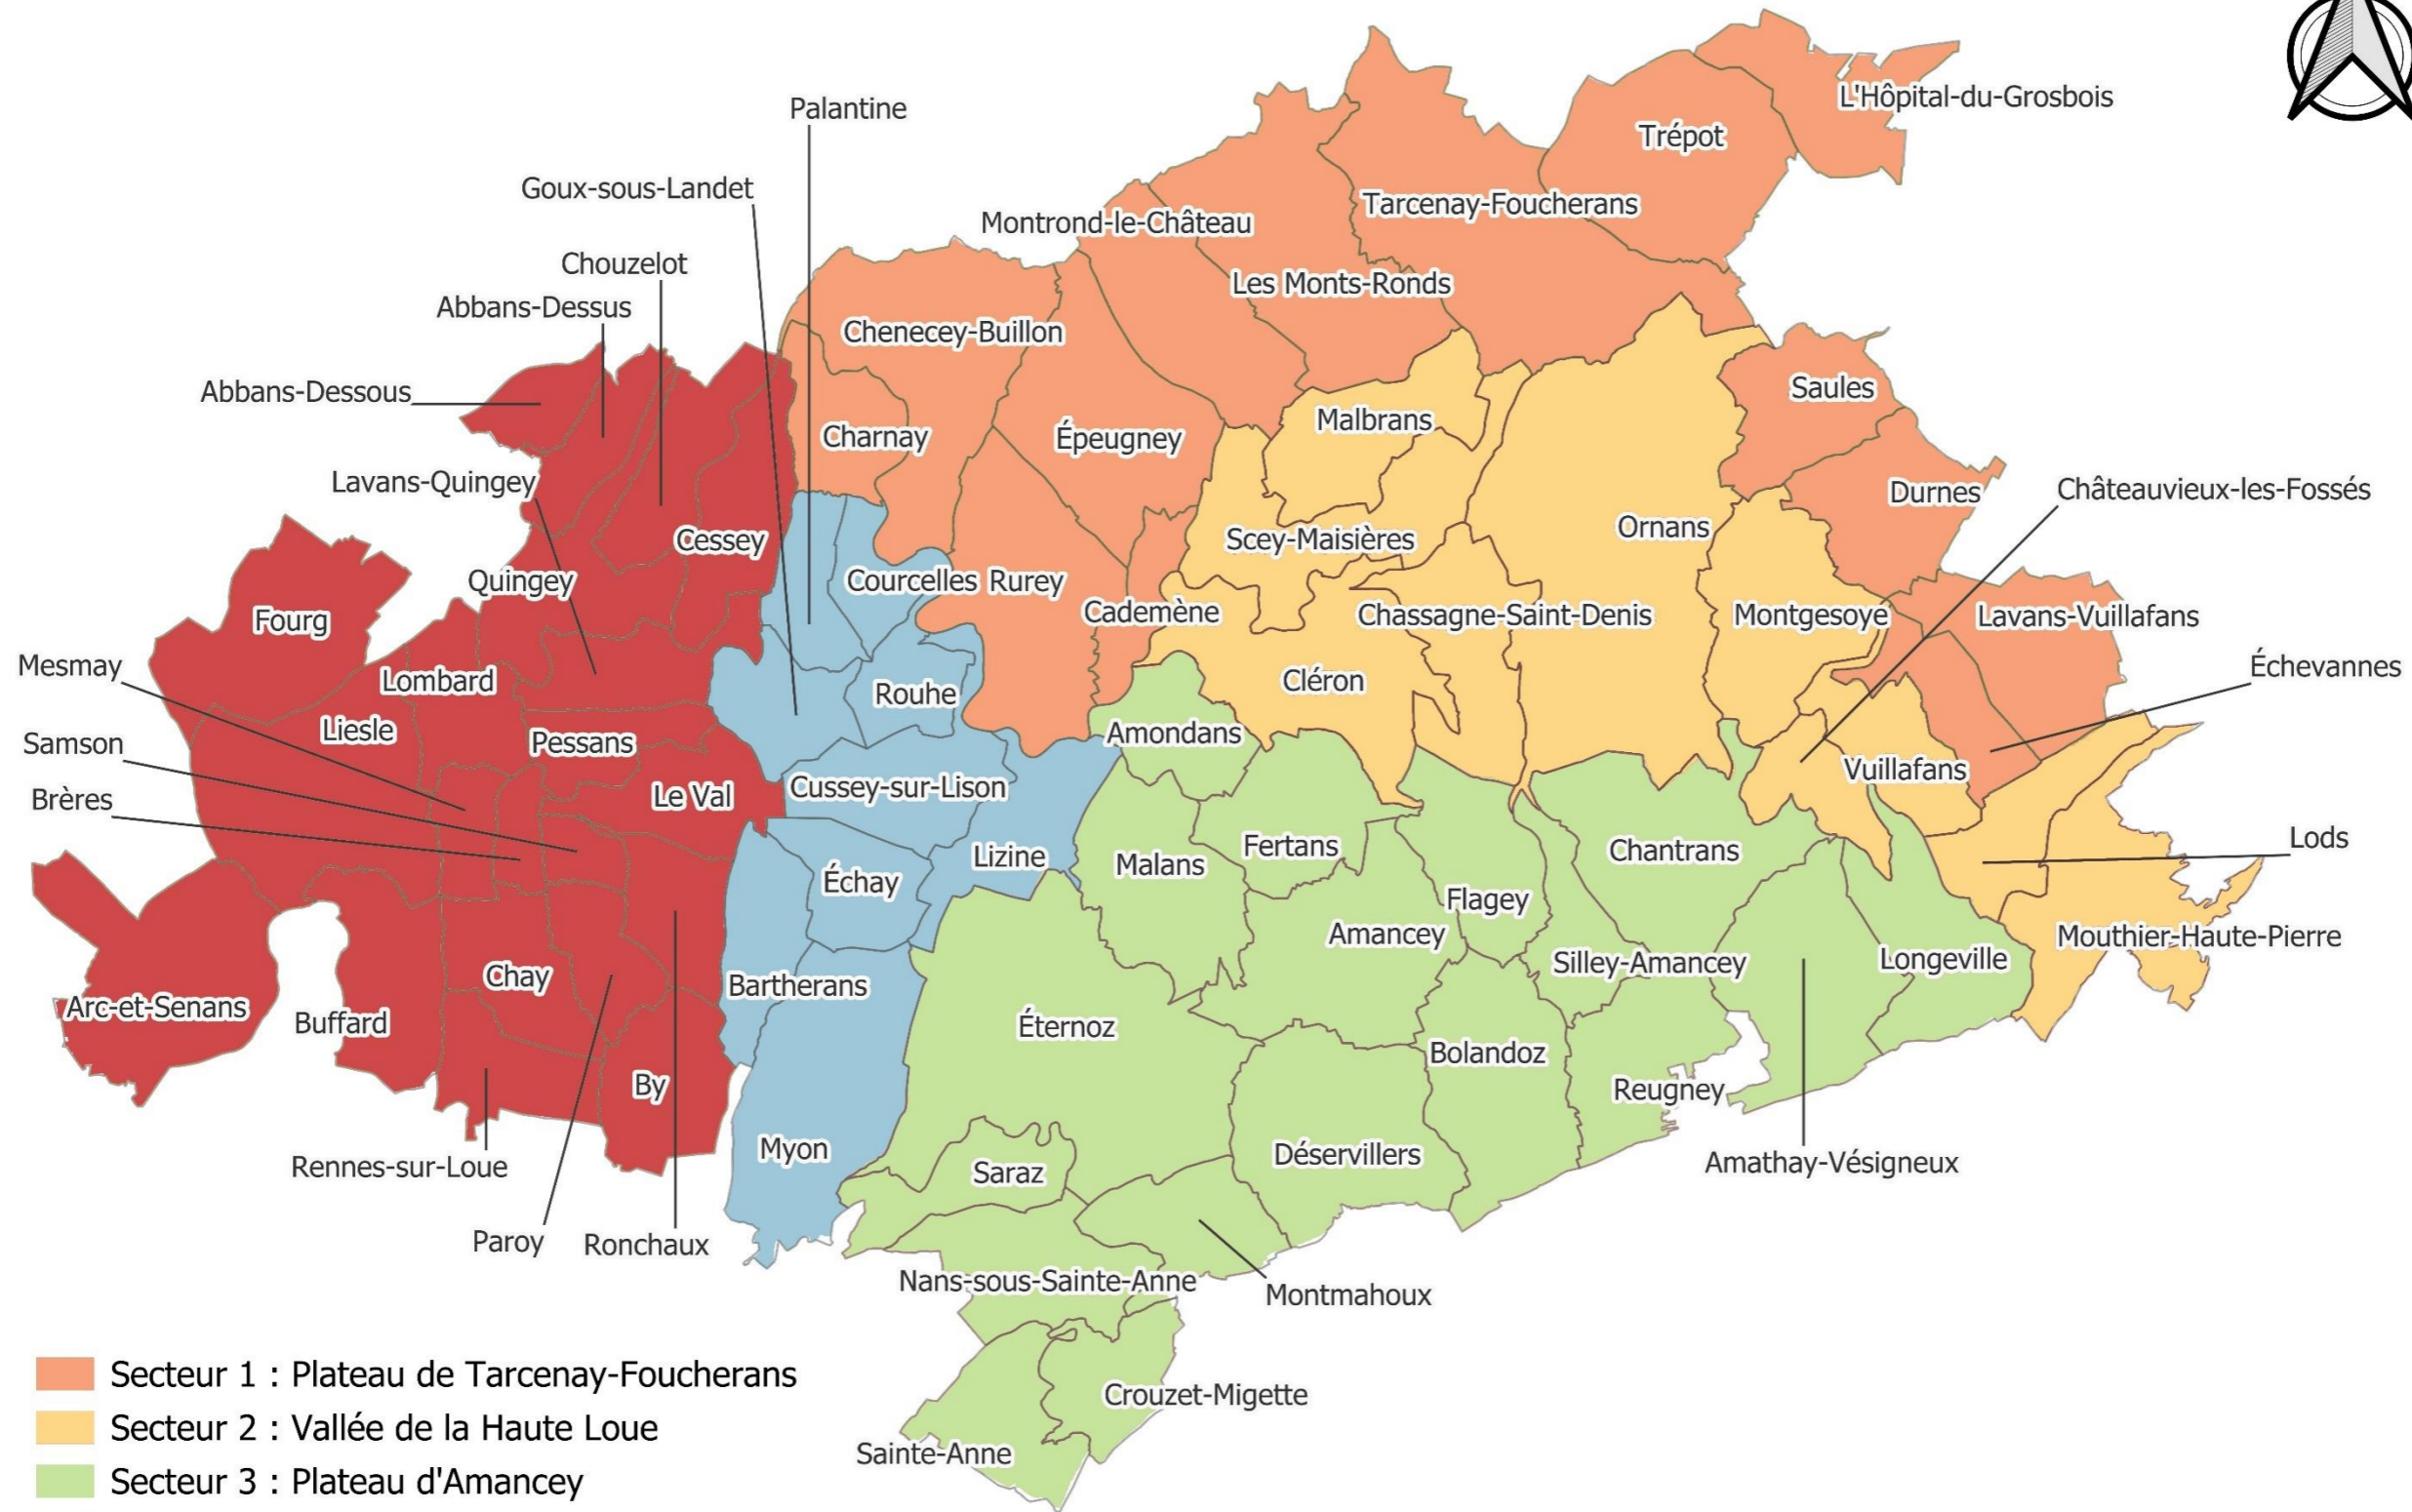 L'Hôpital-du-Grosbois
Palantine
Trépot
Goux-sous-Landet
Tarcenay-Foucherans
Montrond-le-Château
Chouzelot
Les Monts-Ronds
Abbans-Dessus
Chenecey-Buillon
Abbans-Dessous
Saules
Malbrans
Charnay
Épeugney
Lavans-Quingey
Durnes
Châteauvieux-les-Fossés
Ornans
Cessey
Scey-Maisières
Quingey
Courcelles
Rurey
Fourg
Cademène
Chassagne-Saint-Denis
Montgesoye
Lavans-Vuillafans
Mesmay
Échevannes
Lombard
Cléron
Rouhe
Liesle
Amondans
Samson
Pessans
Vuillafans
Cussey-sur-Lison
Le Val
Brères
Lods
Fertans
Chantrans
Lizine
Malans
Échay
Flagey
Amancey
Mouthier-Haute-Pierre
Longeville
Silley-Amancey
Chay
Bartherans
Arc-et-Senans
Buffard
Éternoz
Bolandoz
By
Reugney
Myon
Déservillers
Amathay-Vésigneux
Rennes-sur-Loue
Saraz
Paroy
Ronchaux
Nans-sous-Sainte-Anne
Montmahoux
Crouzet-Migette
Sainte-Anne
Secteur 1 : Plateau de Tarcenay-Foucherans
Secteur 2 : Vallée de la Haute Loue
Secteur 3 : Plateau d'Amancey